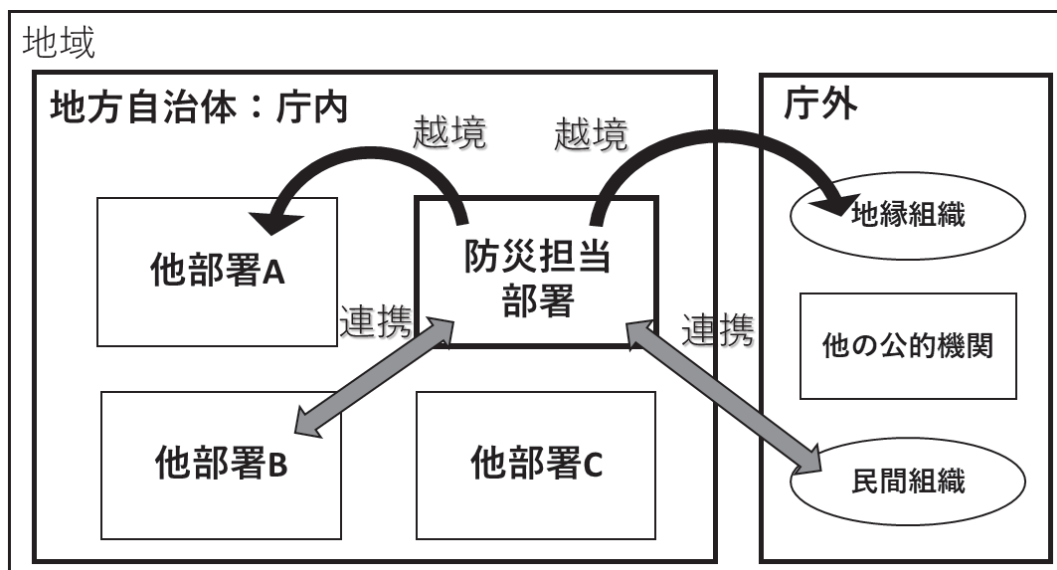 地域
地方自治体：庁内
庁外
越境
越境
地縁組織
他部署A
防災担当
部署
連携
連携
他の公的機関
他部署B
他部署C
民間組織